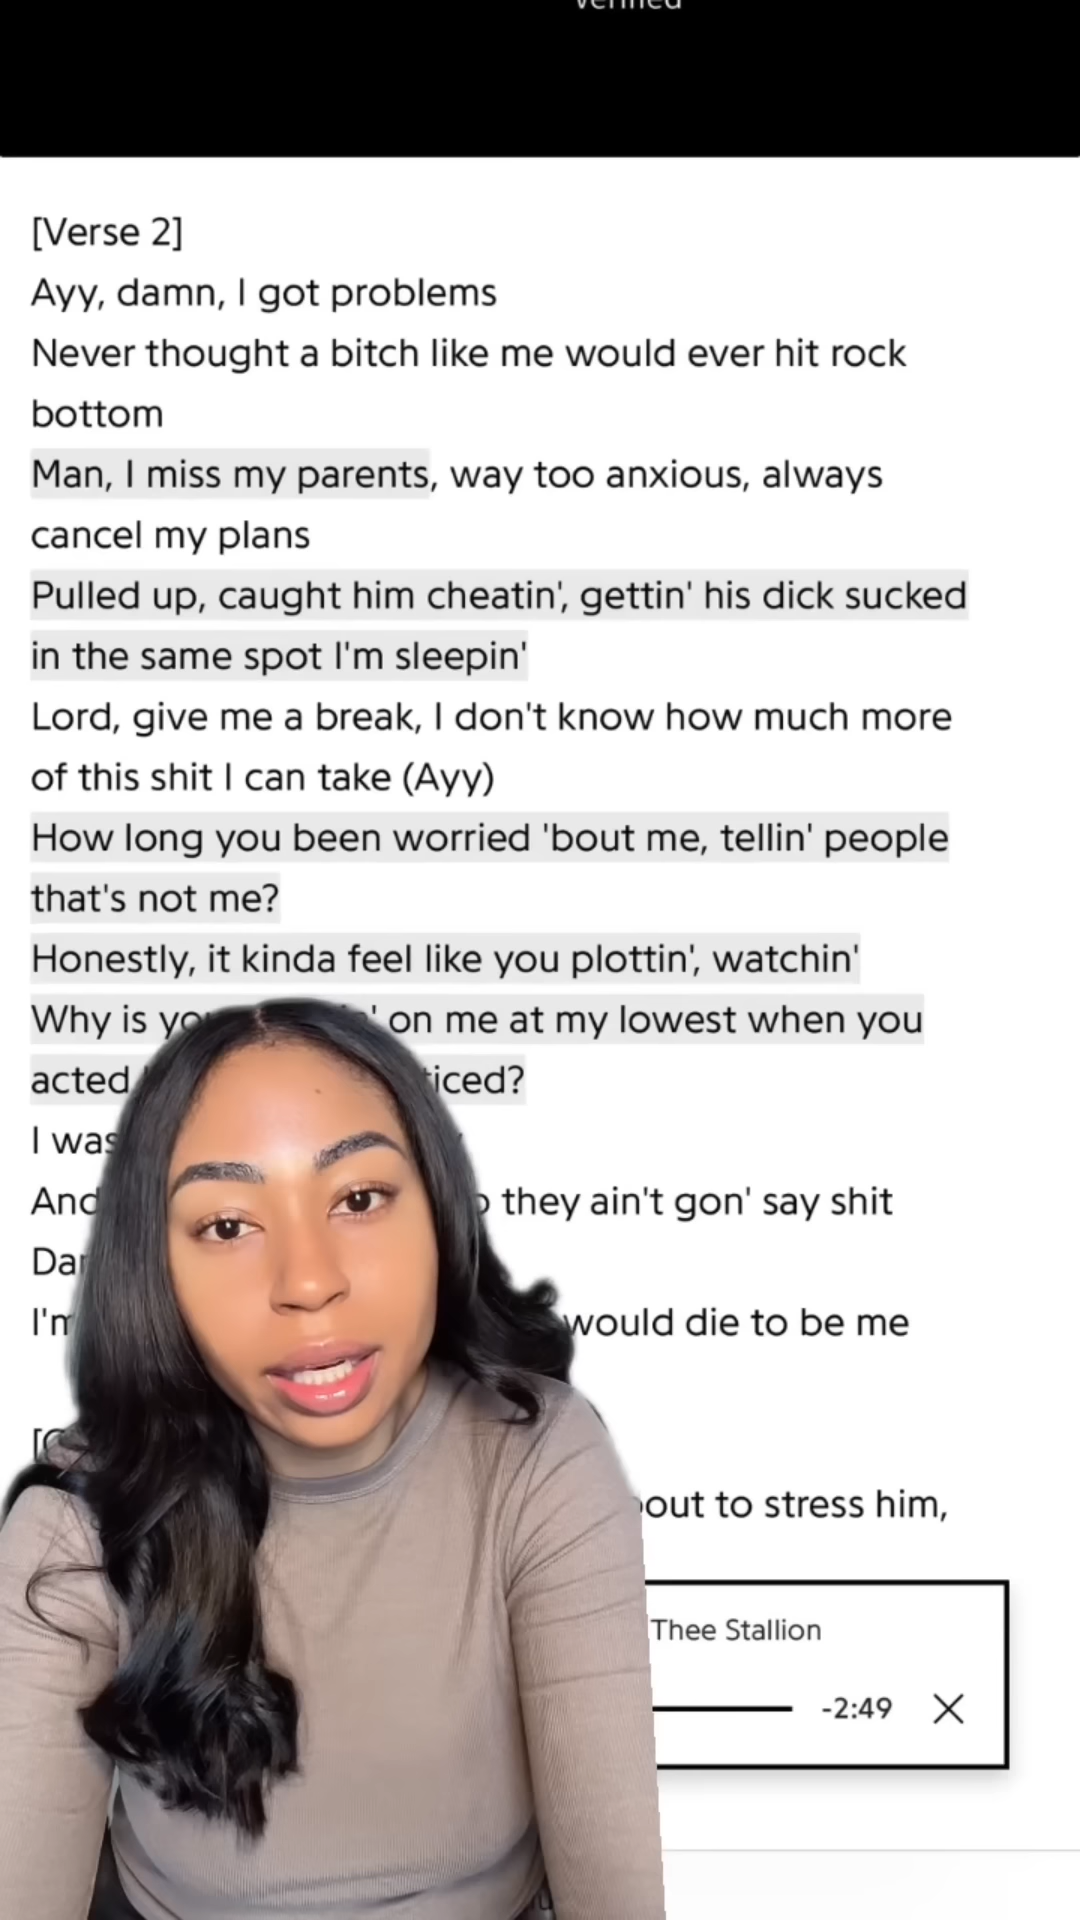 verified
[Verse 2]
Ayy, damn, I got problems
Never thought a bitch like me would ever hit rock
bottom
Man, I miss my parents, way too anxious, always
cancel my plans
Pulled up, caught him cheatin', gettin' his dick sucked
in the same spot I'm sleepin'
Lord, give me a break, I don't know how much more
of this shit I can take (Ayy)
How long you been worried 'bout me, tellin' people
that's not me?
Honestly, it kinda feel like you plottin', watchin'
Why is on me at my lowest when you
acted
I was
And they ain't gon' say shit
I'm would die to be me
to stress him,
Thee Stallion
-2:49